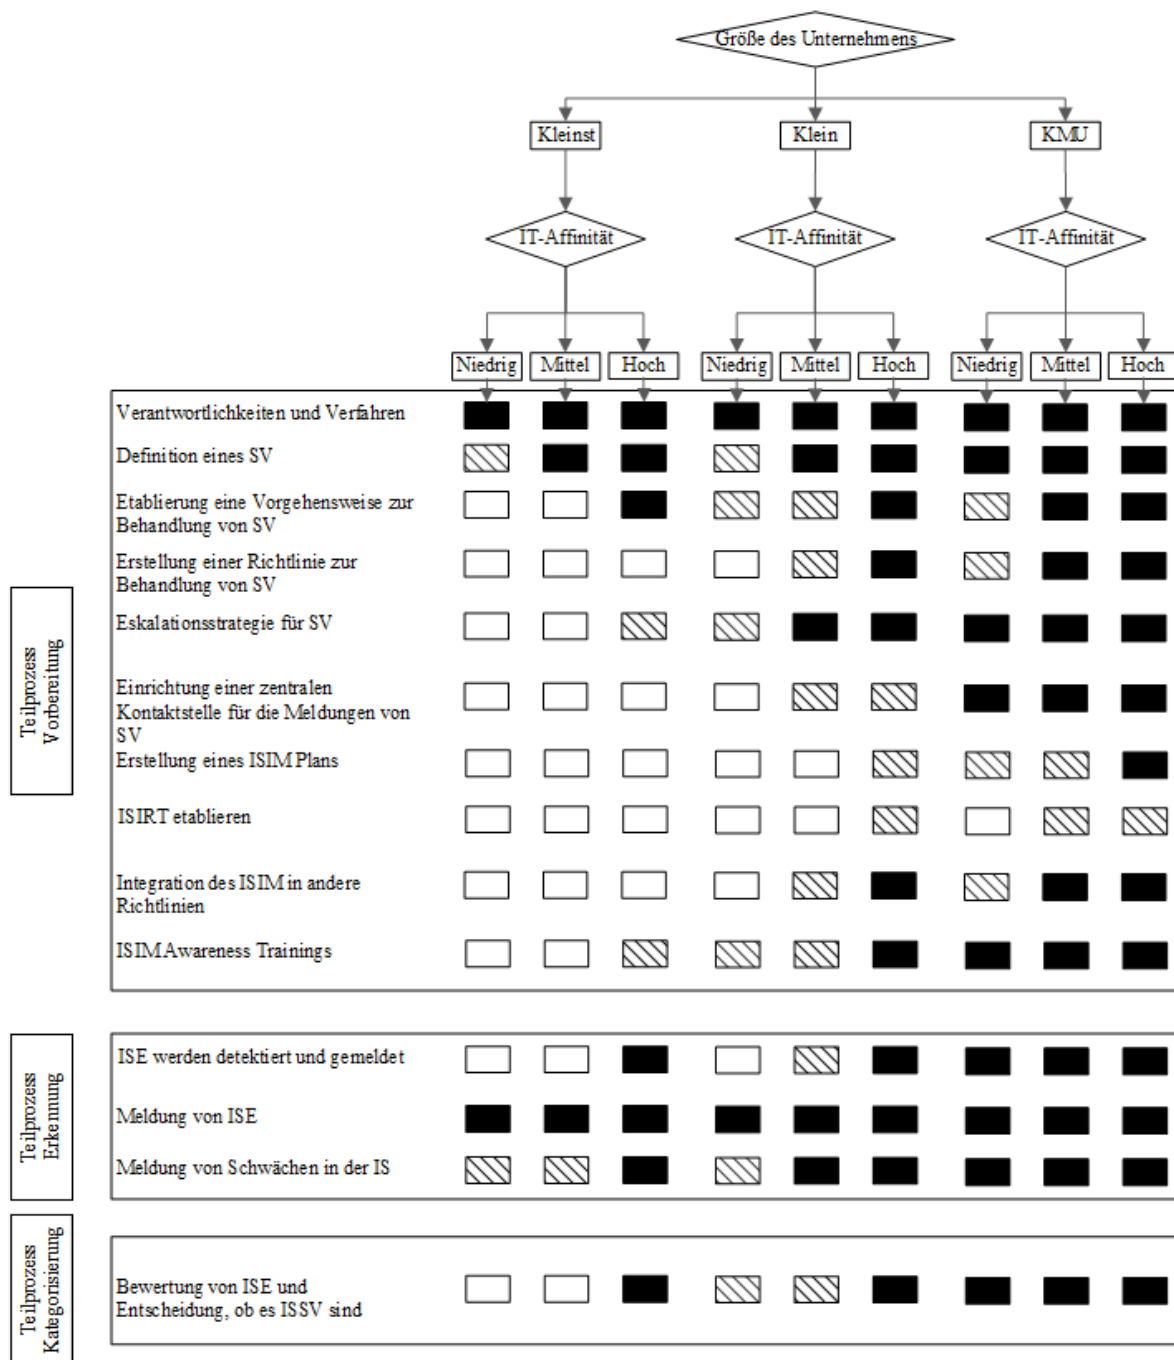 Größe des Unternehmens
Kleinst
Klein
KMU
IT-Affinität
IT-Affinität
IT-Affinität
Niedrig
Mittel
Hoch
Niedrig
Mittel
Hoch
Niedrig
Mittel
Hoch
Teilprozess
Vorbereitung
Verantwortlichkeiten und Verfahren
Definition eines SV
Etablierung eine Vorgehensweise zur
Behandlung von SV
Erstellung einer Richtlinie zur
Behandlung von SV
Eskalationsstrategie für SV
Einrichtung einer zentralen
Kontaktstelle für die Meldungen von
SV
Erstellung eines ISIM Plans
ISIRT etablieren
Integration des ISIM in andere
Richtlinien
ISIM Awareness Trainings
Teilprozess
Erkennung
ISE werden detektiert und gemeldet
Meldung von ISE
Meldung von Schwächen in der IS
Teilprozess
Kategorisierung
Bewertung von ISE und
Entscheidung, ob es ISSV sind